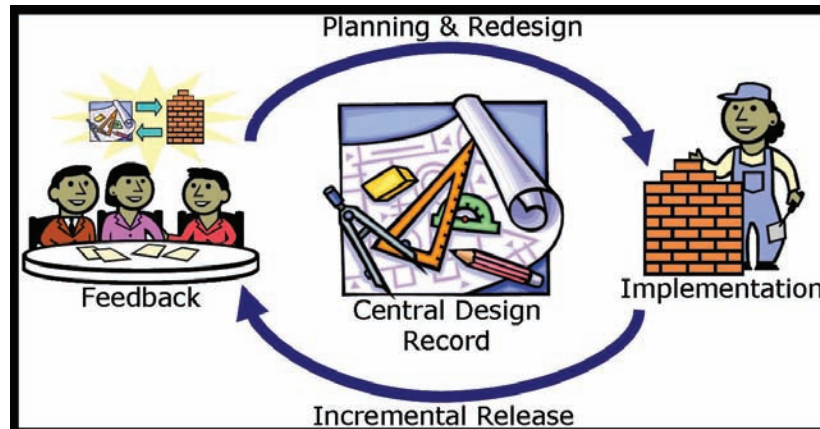 Planning & Redesign
Feedback
Central Design
Record
Implementation
Incremental Release